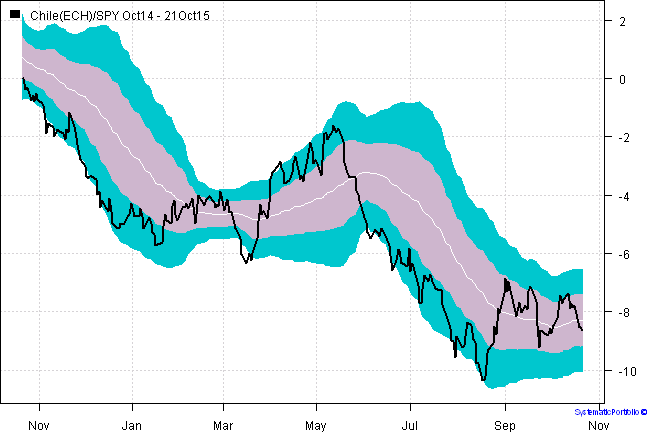 Chile(ECH)/SPY Oct14 - 21Oct15
2
0
-2
-4
-6
-8
-10
Nov Jan Mar May Jul Sep Nov
SystematicPortfolio ©